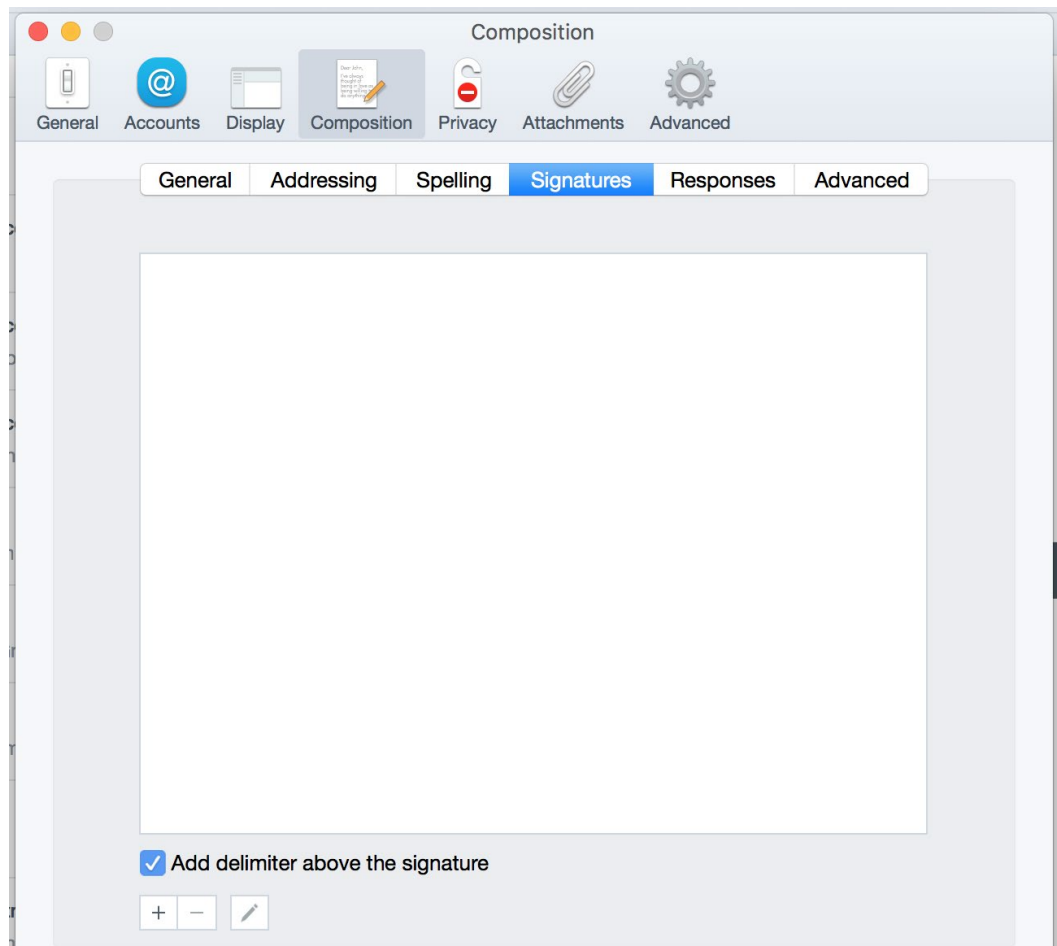 Composition
General Accounts Display Composition Privacy Attachments Advanced
General Addressing Spelling Signatures Responses Advanced
Add delimiter above the signature